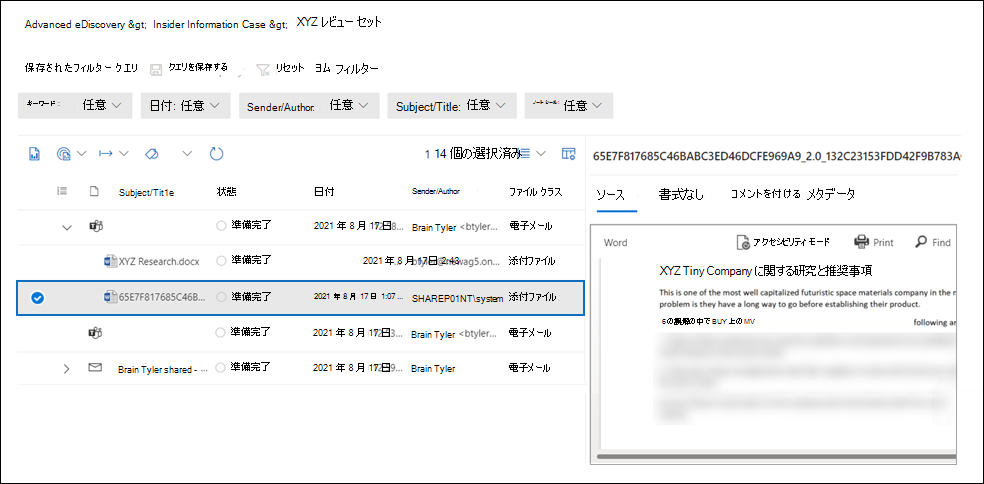 Advanced eDiscovery &gt; Insider Information Case &gt; XYZ レビュー セット
保存されたフィルター クエリ クエリを保存する リセット ヨム フィルター
キーワード: 任意 日付: 任意 Sender/Author: 任意 Subject/Title: 任意 任意
1 14 個の選択済み
Subject/Tit1e 状態 日付 Sender/Author ファイル クラス
準備完了 2021 年 8 月 17日 Brain Tyler <btyler... 電子メール
XYZ Research.docx 準備完了 2021 年 8 月 17日 2:43 添付ファイル
65E7F817685C46B... 準備完了 2021 年 8 月 17 日 1:07 ... SHAREP01NT\system 添付ファイル
準備完了 2021 年 8 月 17日 Brain Tyler <btyler... 電子メール
Brain Tyler shared - ... 準備完了 2021 年 8 月 17日 Brain Tyler 電子メール
65E7F817685C46BABC3ED46DCFE969A9_2.0_132C23153FDD42F9B783A
ソース 書式なし コメントを付ける メタデータ
Word アクセシビリティ モード Print Find
XYZ Tiny Company に関する研究と推奨事項
This is one of the most well capitalized futuristic space materials company in the
problem is they have a long way to go before establishing their product.
の中で BUY 上の MV following